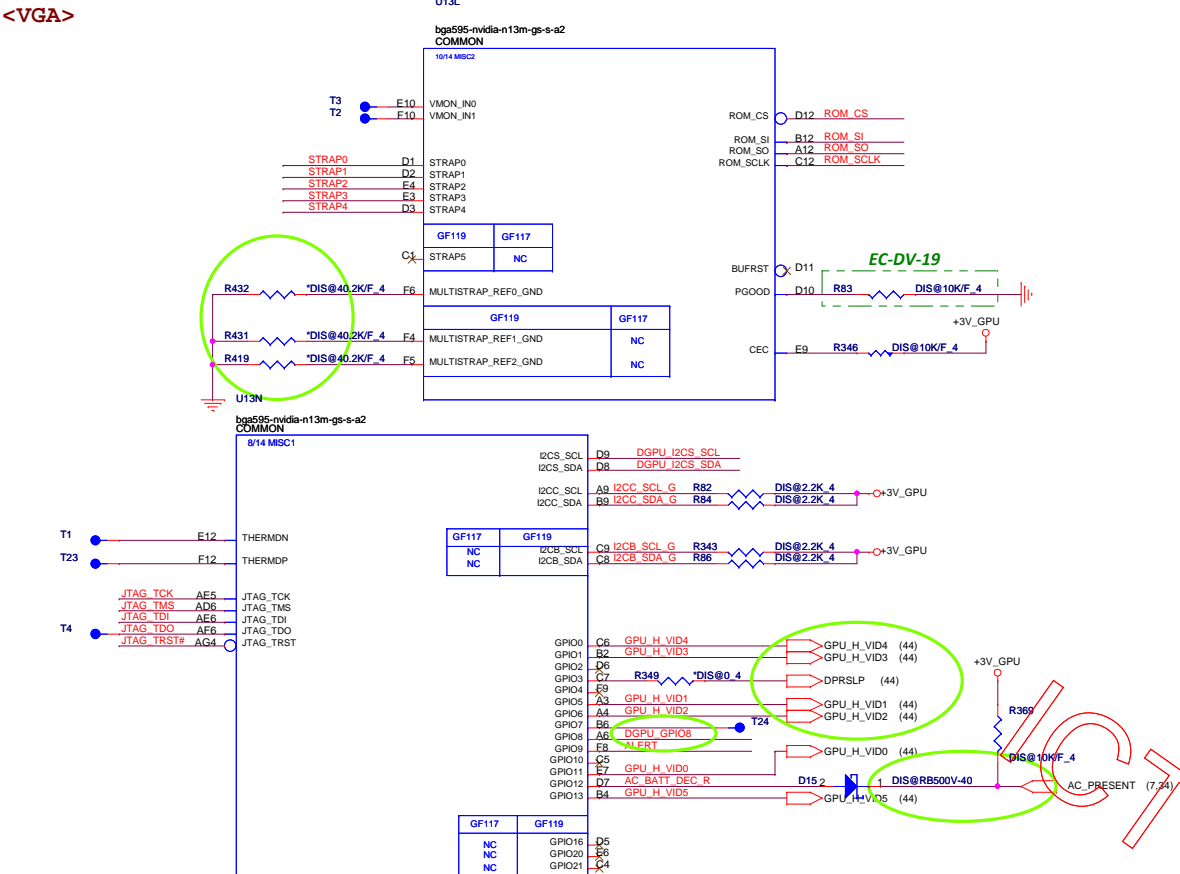 <VGA>
U13L
bga595-nvidia-n13m-gs-s-a2
COMMON
10/14 MISC2
T3
T2
E10 VMON_IN0
F10 VMON_IN1
STRAP0 D1 STRAP0
STRAP1 D2 STRAP1
STRAP2 E4 STRAP2
STRAP3 E3 STRAP3
STRAP4 D3 STRAP4
GF119 GF117
C1 STRAP5 NC
R432 *DIS@40.2K/F_4 F6 MULTISTRAP_REF0_GND
GF119 GF117
R431 *DIS@40.2K/F_4 F4 MULTISTRAP_REF1_GND NC
R419 *DIS@40.2K/F_4 F5 MULTISTRAP_REF2_GND NC
ROM_CS D12 ROM_CS
ROM_SI B12 ROM_SI
ROM_SO A12 ROM_SO
ROM_SCLK C12 ROM_SCLK
EC-DV-19
BUFRST D11
PGOOD D10 R83 DIS@10K/F_4
+3V_GPU
CEC E9 R346 DIS@10K/F_4
U13N
bga595-nvidia-n13m-gs-s-a2
COMMON
8/14 MISC1
T1 E12 THERMDN
T23 F12 THERMDP
JTAG_TCK AE5 JTAG_TCK
JTAG_TMS AD6 JTAG_TMS
JTAG_TDI AE6 JTAG_TDI
T4 JTAG_TDO AF6 JTAG_TDO
JTAG_TRST# AG4 JTAG_TRST
I2CS_SCL D9 DGPU_I2CS_SCL
I2CS_SDA D8 DGPU_I2CS_SDA
I2CC_SCL A9 I2CC_SCL_G R82 DIS@2.2K_4
I2CC_SDA B9 I2CC_SDA_G R84 DIS@2.2K_4
+3V_GPU
GF117 GF119
NC I2CB_SCL C9 I2CB_SCL_G R343 DIS@2.2K_4
NC I2CB_SDA C8 I2CB_SDA_G R86 DIS@2.2K_4
+3V_GPU
GPIO0 C6 GPU_H_VID4 GPU_H_VID4 (44)
GPIO1 B2 GPU_H_VID3 GPU_H_VID3 (44)
GPIO2 D6
GPIO3 C7 R349 *DIS@0_4 DPRSLP (44)
GPIO4 F9
GPIO5 A3 GPU_H_VID1 GPU_H_VID1 (44)
GPIO6 A4 GPU_H_VID2 GPU_H_VID2 (44)
GPIO7 B6 T24
GPIO8 A6 DGPU_GPIO8
GPIO9 F8 ALERT
GPIO10 C5
GPIO11 E7 GPU_H_VID0 GPU_H_VID0 (44)
GPIO12 D7 AC_BATT_DEC_R D15 2 1 DIS@RB500V-40 AC_PRESENT (7,34)
GPIO13 B4 GPU_H_VID5 GPU_H_VID5 (44)
+3V_GPU
R369
DIS@10K/F_4
GF117 GF119
NC GPIO16 D5
NC GPIO20 E6
NC GPIO21 C4